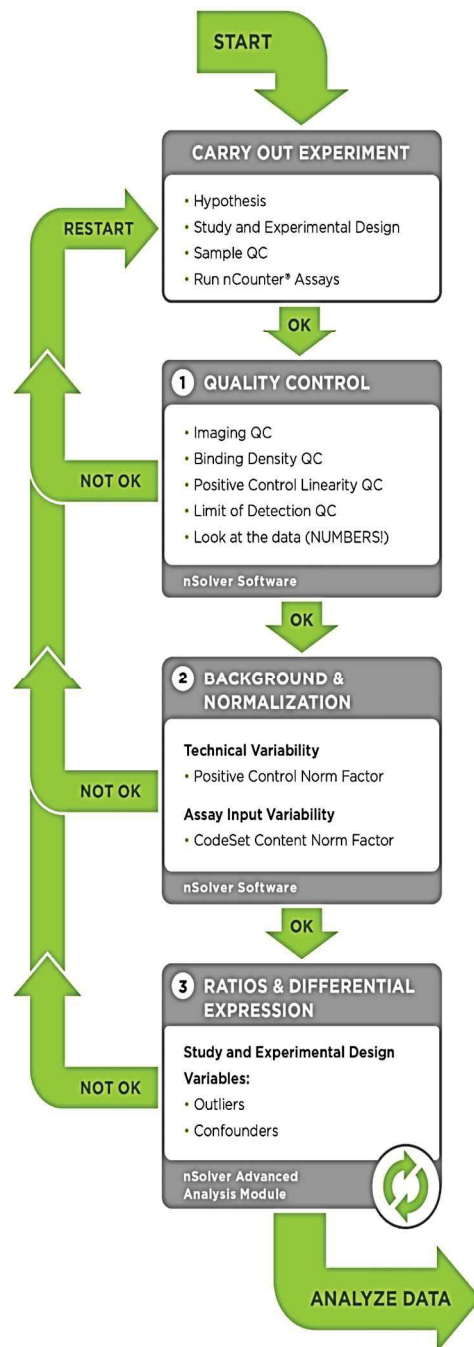 START
CARRY OUT EXPERIMENT
• Hypothesis
• Study and Experimental Design
• Sample QC
• Run nCounter® Assays
RESTART
OK
1 QUALITY CONTROL
• Imaging QC
• Binding Density QC
• Positive Control Linearity QC
• Limit of Detection QC
• Look at the data (NUMBERS!)
nSolver Software
NOT OK
OK
2 BACKGROUND &
NORMALIZATION
Technical Variability
• Positive Control Norm Factor
Assay Input Variability
• CodeSet Content Norm Factor
nSolver Software
NOT OK
OK
3 RATIOS & DIFFERENTIAL
EXPRESSION
Study and Experimental Design
Variables:
• Outliers
• Confounders
nSolver Advanced
Analysis Module
NOT OK
ANALYZE DATA